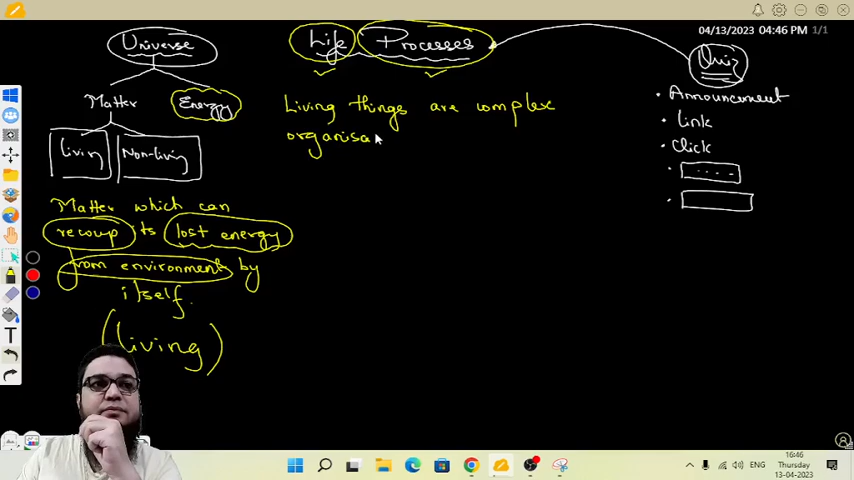 04/13/2023 04:46 PM 1/1
Universe
Life Processes
Quiz
Matter
Energy
Living
Non-living
Living things are complex
organisa
Announcement
Link
Click
Matter which can
recoup its lost energy
from environment by
itself.
(living)
T
ENG
16:46
Thursday
13-04-2023